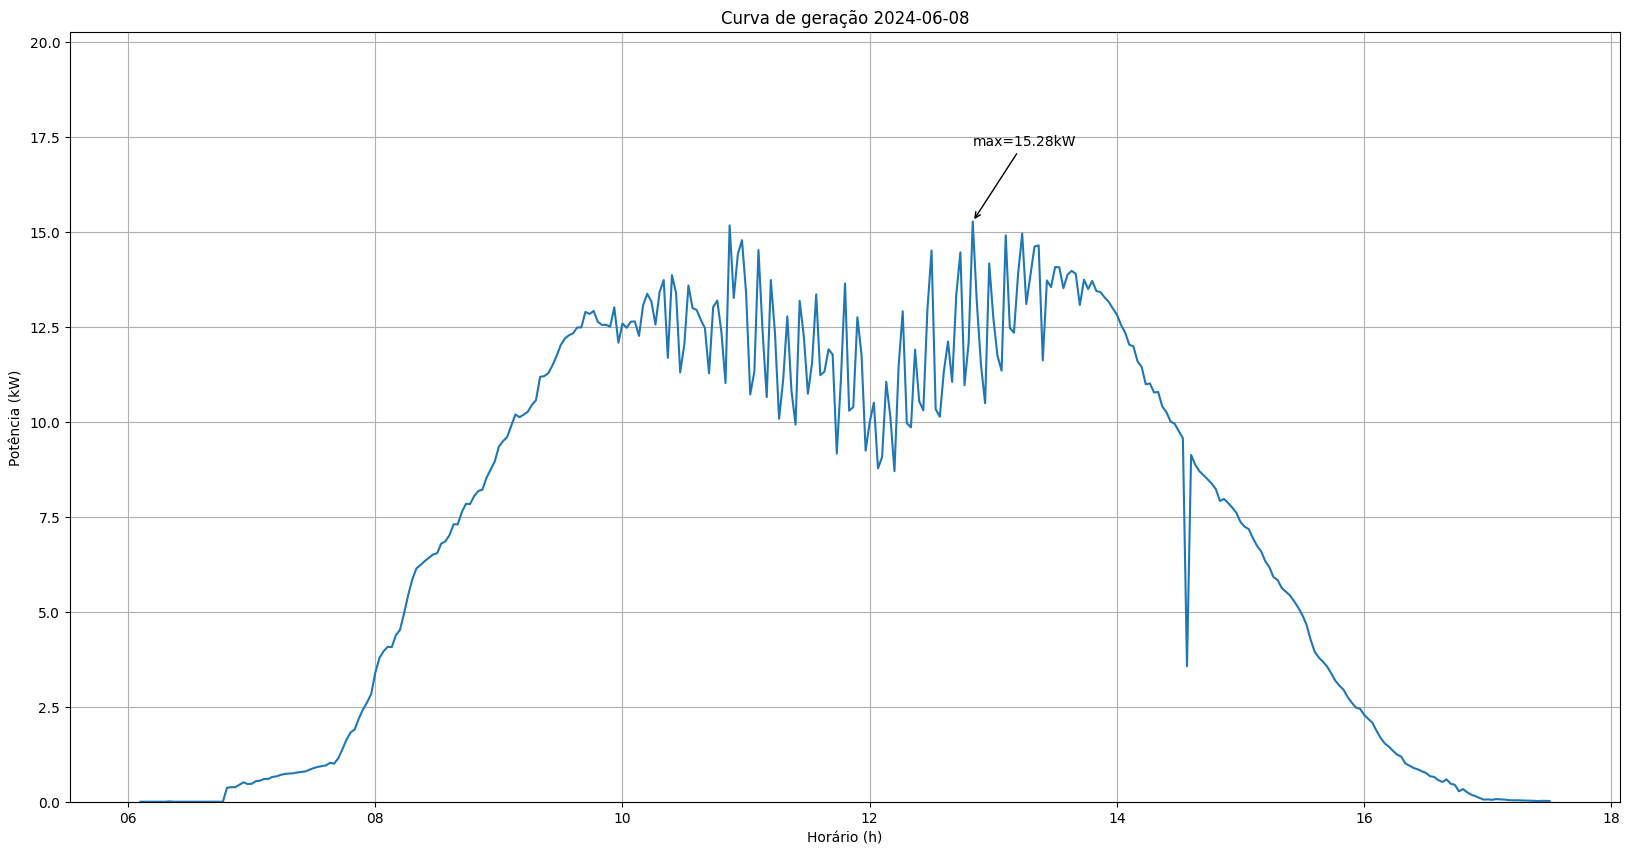 Curva de geração 2024-06-08
20.0
17.5
max=15.28kW
15.0
12.5
10.0
Potência (kW)
7.5
5.0
2.5
0.0
06 08 10 12 14 16 18
Horário (h)